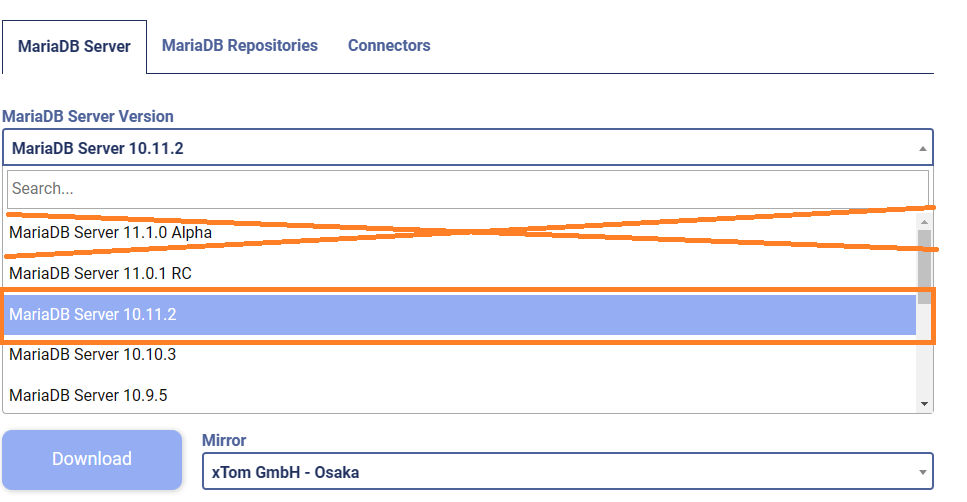 MariaDB Server MariaDB Repositories Connectors
MariaDB Server Version
MariaDB Server 10.11.2
Search...
MariaDB Server 11.1.0 Alpha
MariaDB Server 11.0.1 RC
MariaDB Server 10.11.2
MariaDB Server 10.10.3
MariaDB Server 10.9.5
Download
Mirror
xTom GmbH - Osaka